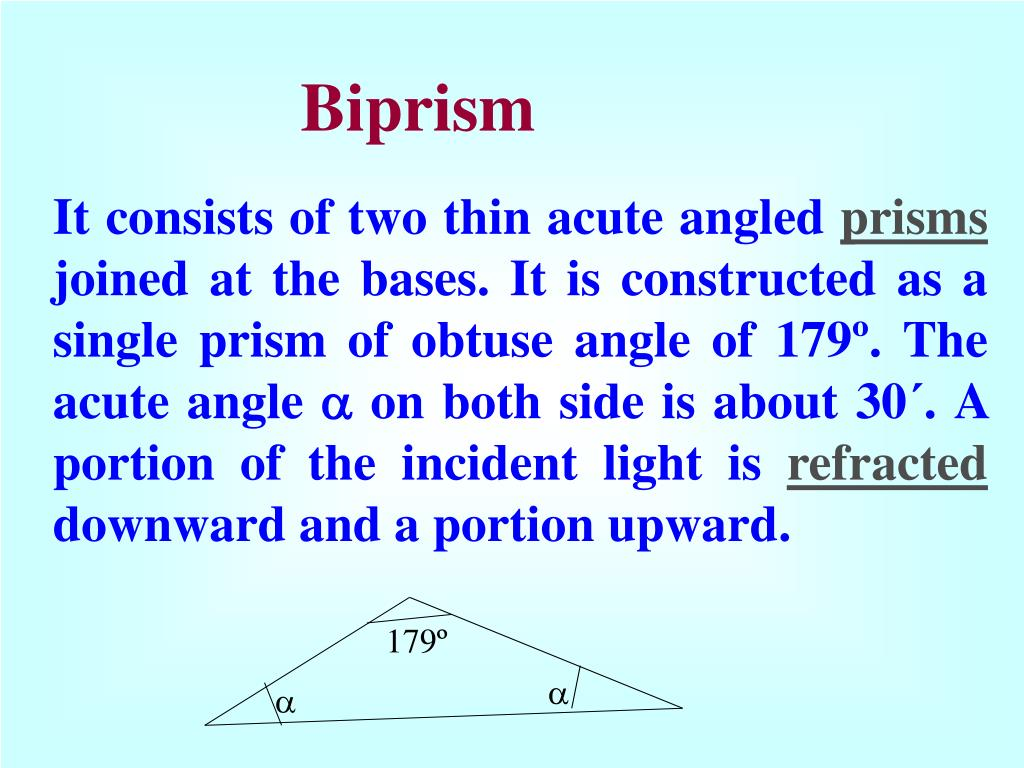 Biprism
It consists of two thin acute angled prisms
joined at the bases. It is constructed as a
single prism of obtuse angle of 179º. The
acute angle α on both side is about 30´. A
portion of the incident light is refracted
downward and a portion upward.
179º
α
α